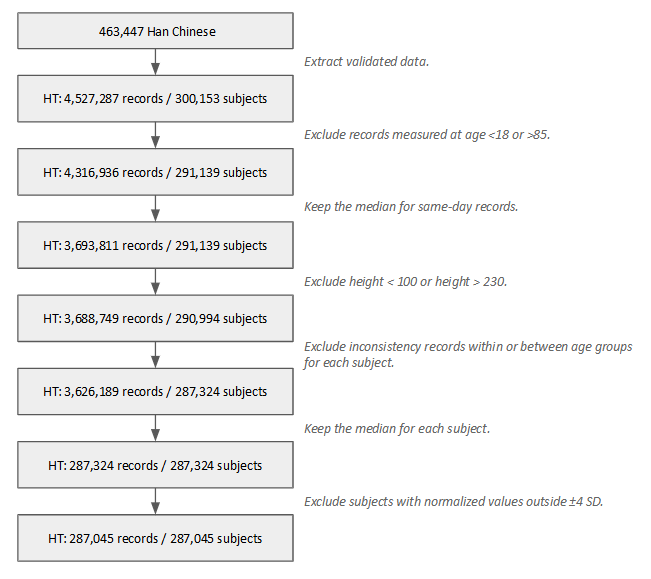 463,447 Han Chinese
Extract validated data.
HT: 4,527,287 records / 300,153 subjects
Exclude records measured at age <18 or >85.
HT: 4,316,936 records / 291,139 subjects
Keep the median for same-day records.
HT: 3,693,811 records / 291,139 subjects
Exclude height < 100 or height > 230.
HT: 3,688,749 records / 290,994 subjects
Exclude inconsistency records within or between age groups
for each subject.
HT: 3,626,189 records / 287,324 subjects
Keep the median for each subject.
HT: 287,324 records / 287,324 subjects
Exclude subjects with normalized values outside ±4 SD.
HT: 287,045 records / 287,045 subjects